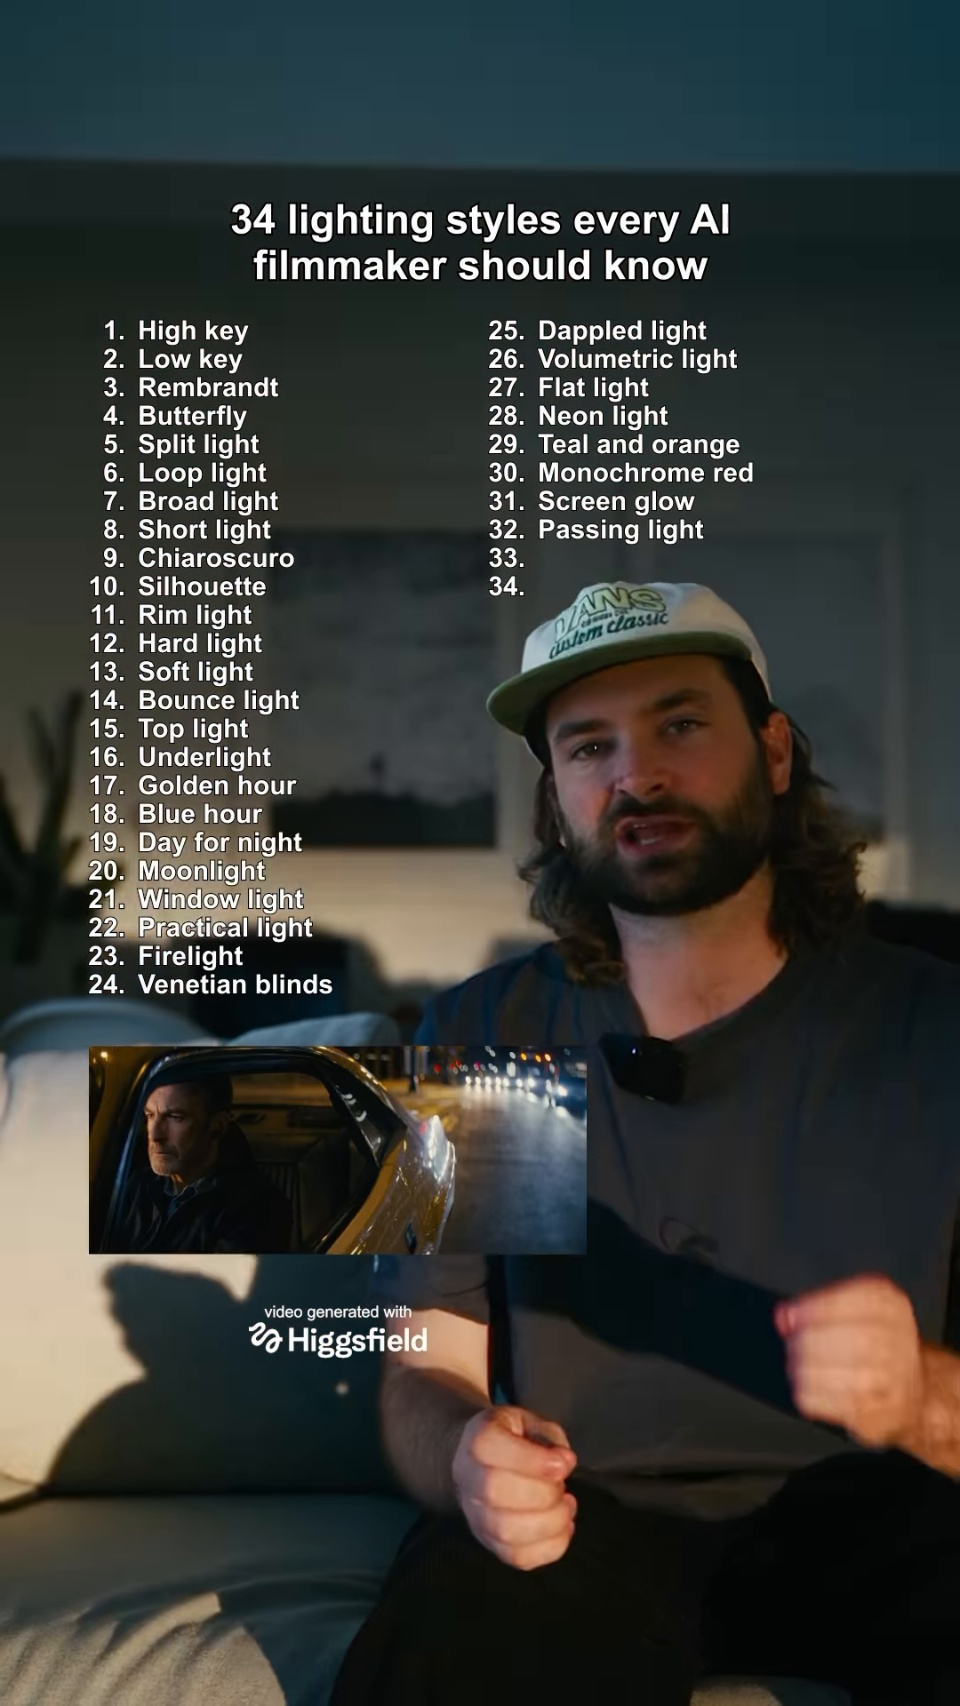 34 lighting styles every AI
filmmaker should know
1. High key
2. Low key
3. Rembrandt
4. Butterfly
5. Split light
6. Loop light
7. Broad light
8. Short light
9. Chiaroscuro
10. Silhouette
11. Rim light
12. Hard light
13. Soft light
14. Bounce light
15. Top light
16. Underlight
17. Golden hour
18. Blue hour
19. Day for night
20. Moonlight
21. Window light
22. Practical light
23. Firelight
24. Venetian blinds
25. Dappled light
26. Volumetric light
27. Flat light
28. Neon light
29. Teal and orange
30. Monochrome red
31. Screen glow
32. Passing light
33.
34.
VANS
custom classic
video generated with
Higgsfield